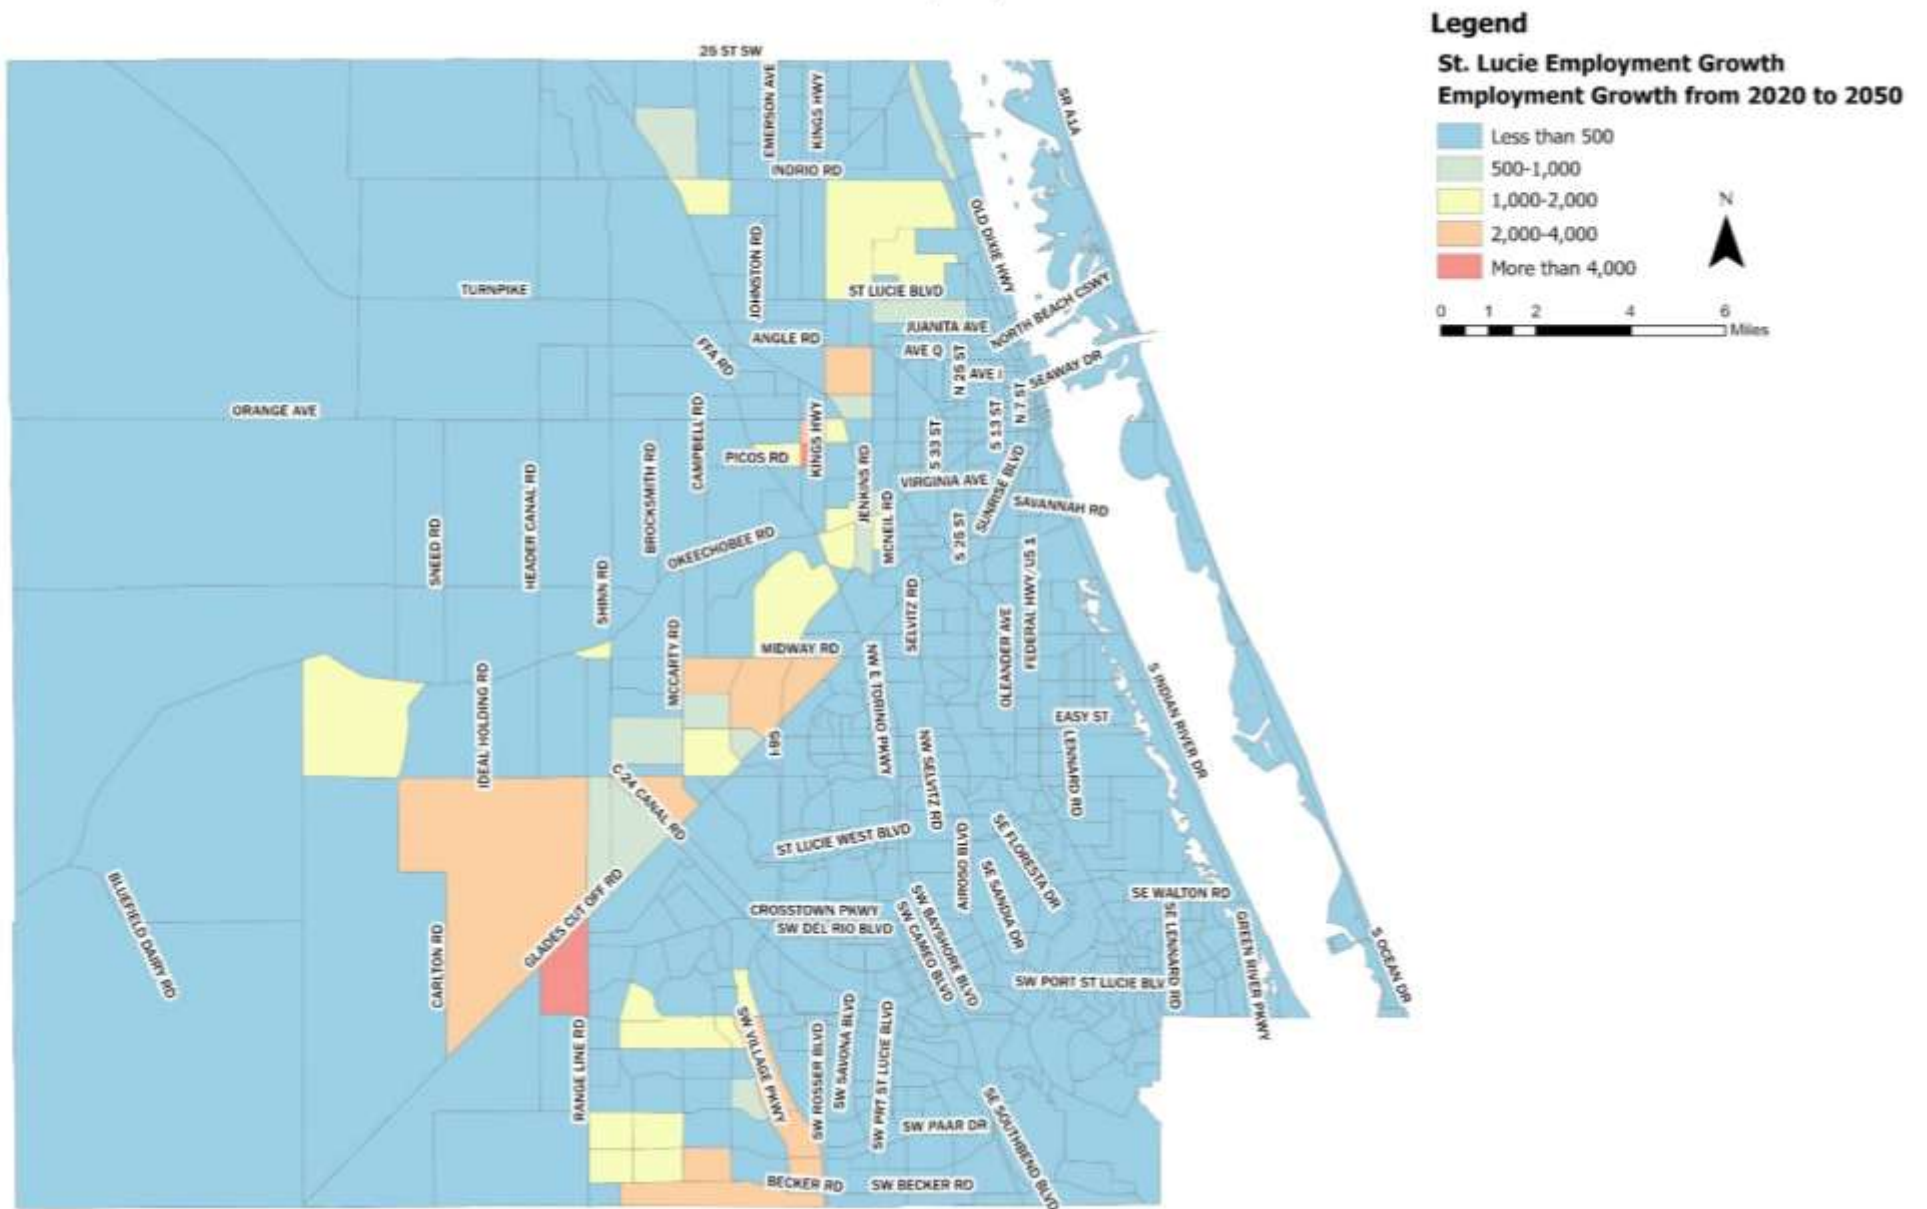 Legend
St. Lucie Employment Growth
Employment Growth from 2020 to 2050
Less than 500
500-1,000
1,000-2,000
2,000-4,000
More than 4,000
N
0 1 2 4 6
Miles
25 ST SW
EMERSON AVE
KINGS HWY
SR A1A
INDRIO RD
OLD DIXIE HWY
JOHNSTON RD
TURNPIKE
ST LUCIE BLVD
NORTH BEACH CSWY
JUANITA AVE
ANGLE RD
FFA RD
AVE Q
N 25 ST
AVE I
SEAWAY DR
N 7 ST
ORANGE AVE
CAMPBELL RD
KINGS HWY
S 13 ST
S 33 ST
BROCKSMITH RD
PICOS RD
JENKINS RD
SUNRISE BLVD
HEADER CANAL RD
VIRGINIA AVE
MCNEIL RD
SAVANNAH RD
SNEED RD
OKEECHOBEE RD
S 25 ST
SHINN RD
FEDERAL HWY/US 1
SELVITZ RD
OLEANDER AVE
MCCARTY RD
MIDWAY RD
IDEAL HOLDING RD
NW E TORINO PKWY
S INDIAN RIVER DR
EASY ST
I-95
NW SELVITZ RD
LENNARD RD
C-24 CANAL RD
ST LUCIE WEST BLVD
AIROSO BLVD
SE FLORESTA DR
SE SANDIA DR
BLUEFIELD DAIRY RD
GLADES CUT OFF RD
SE WALTON RD
CROSSTOWN PKWY
SW BAYSHORE BLVD
SW CAMEO BLVD
SW DEL RIO BLVD
SE LENNARD RD
GREEN RIVER PKWY
S OCEAN DR
CARLTON RD
SW PORT ST LUCIE BLV
RANGE LINE RD
SW VILLAGE PKWY
SW ROSSER BLVD
SW SAVONA BLVD
SW PRT ST LUCIE BLVD
SW PAAR DR
SE SOUTHBEND BLVD
BECKER RD
SW BECKER RD